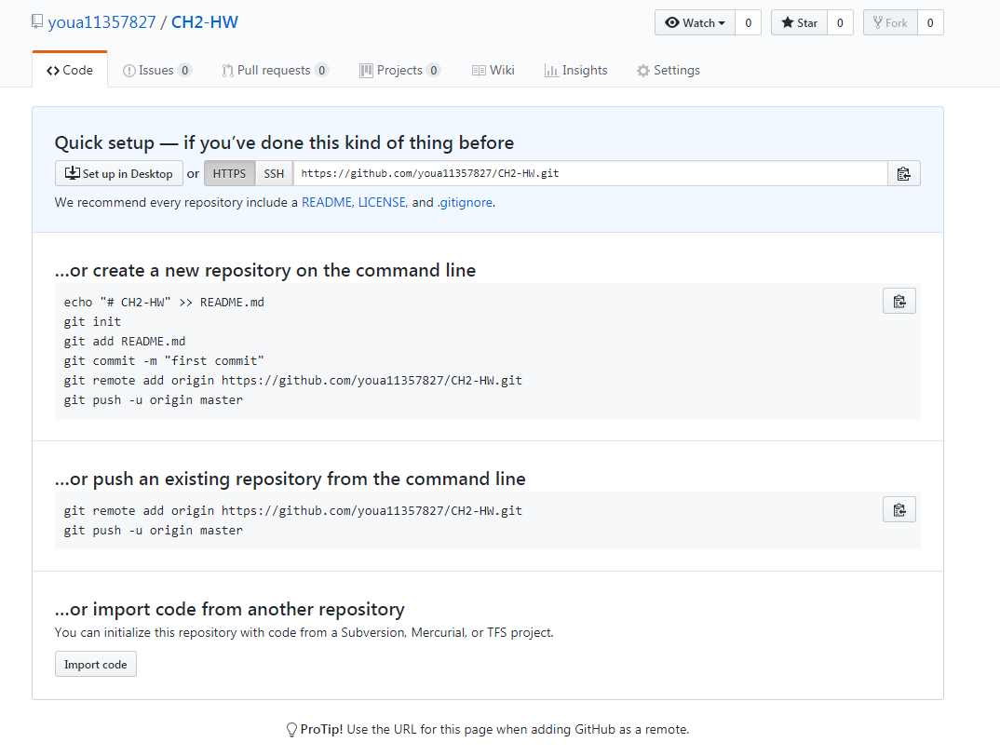 youa11357827 / CH2-HW
Watch 0 Star 0 Fork 0
Code Issues 0 Pull requests 0 Projects 0 Wiki Insights Settings
Quick setup — if you've done this kind of thing before
Set up in Desktop or HTTPS SSH https://github.com/youa11357827/CH2-HW.git
We recommend every repository include a README, LICENSE, and .gitignore.
…or create a new repository on the command line
echo "# CH2-HW" >> README.md
git init
git add README.md
git commit -m "first commit"
git remote add origin https://github.com/youa11357827/CH2-HW.git
git push -u origin master
…or push an existing repository from the command line
git remote add origin https://github.com/youa11357827/CH2-HW.git
git push -u origin master
…or import code from another repository
You can initialize this repository with code from a Subversion, Mercurial, or TFS project.
Import code
ProTip! Use the URL for this page when adding GitHub as a remote.